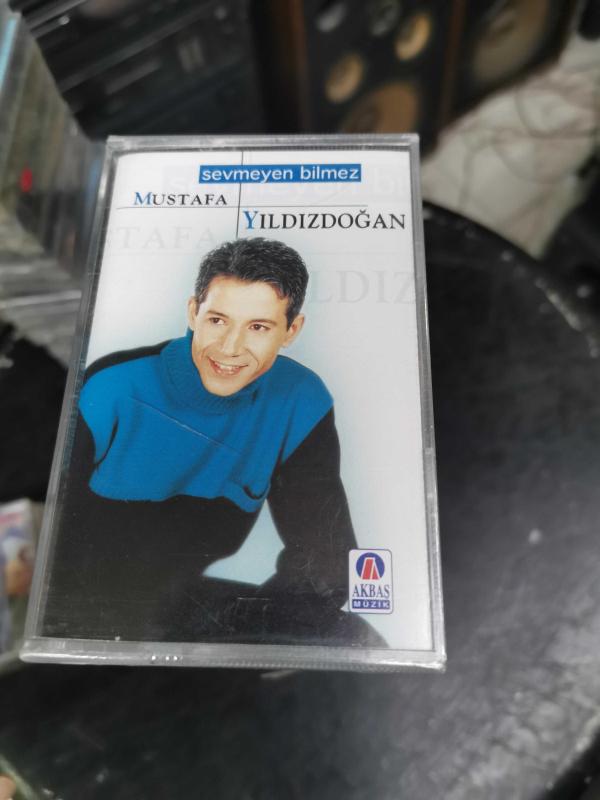 sevmeyen bilmez
MUSTAFA
YILDIZDOĞAN
AKBAŞ
MÜZİK